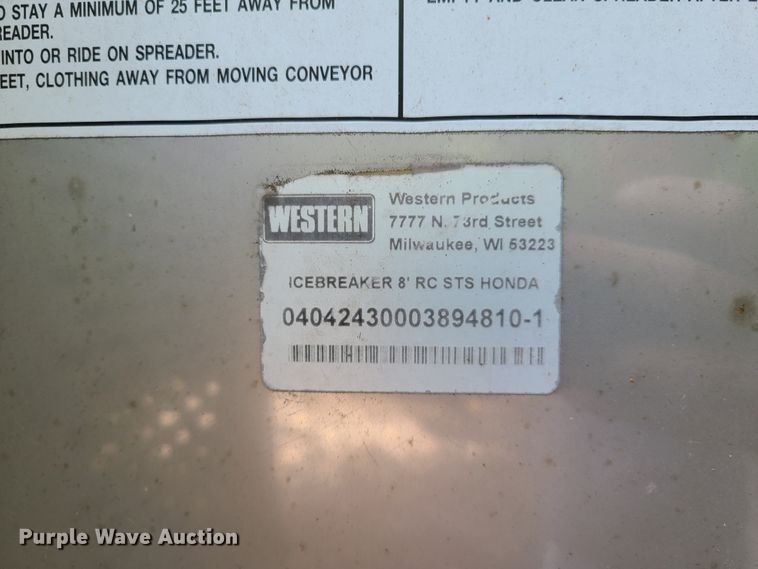 O STAY A MINIMUM OF 25 FEET AWAY FROM
READER.
INTO OR RIDE ON SPREADER.
EET, CLOTHING AWAY FROM MOVING CONVEYOR
WESTERN
Western Products
7777 N. 73rd Street
Milwaukee, WI 53223
ICEBREAKER 8' RC STS HONDA
04042430003894810-1
Purple Wave Auction